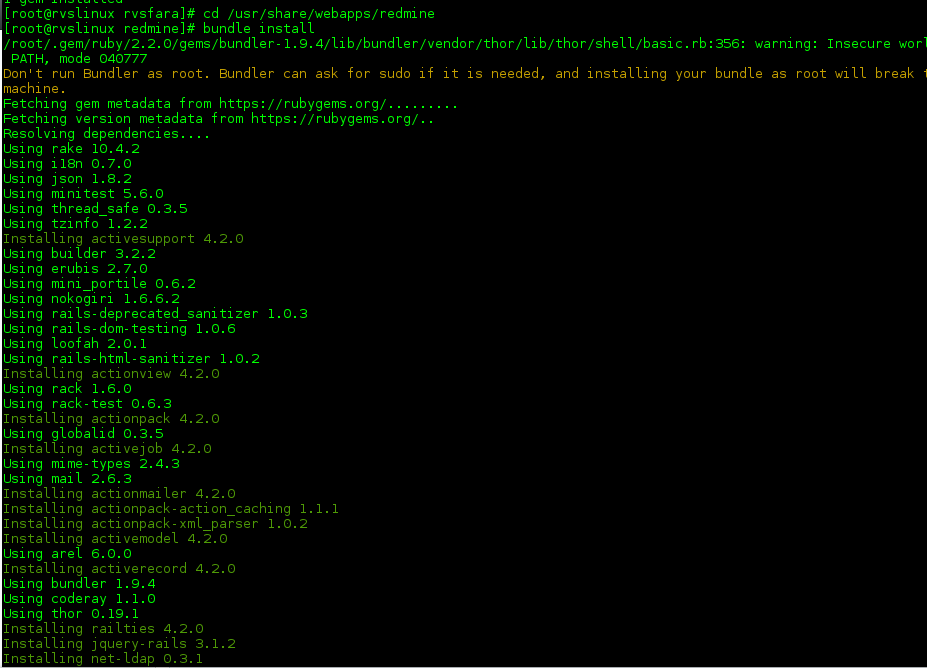 1 gem installed
[root@rvslinux rvsfara]# cd /usr/share/webapps/redmine
[root@rvslinux redmine]# bundle install
/root/.gem/ruby/2.2.0/gems/bundler-1.9.4/lib/bundler/vendor/thor/lib/thor/shell/basic.rb:356: warning: Insecure worl
PATH, mode 040777
Don't run Bundler as root. Bundler can ask for sudo if it is needed, and installing your bundle as root will break t
machine.
Fetching gem metadata from https://rubygems.org/.........
Fetching version metadata from https://rubygems.org/..
Resolving dependencies....
Using rake 10.4.2
Using i18n 0.7.0
Using json 1.8.2
Using minitest 5.6.0
Using thread_safe 0.3.5
Using tzinfo 1.2.2
Installing activesupport 4.2.0
Using builder 3.2.2
Using erubis 2.7.0
Using mini_portile 0.6.2
Using nokogiri 1.6.6.2
Using rails-deprecated_sanitizer 1.0.3
Using rails-dom-testing 1.0.6
Using loofah 2.0.1
Using rails-html-sanitizer 1.0.2
Installing actionview 4.2.0
Using rack 1.6.0
Using rack-test 0.6.3
Installing actionpack 4.2.0
Using globalid 0.3.5
Installing activejob 4.2.0
Using mime-types 2.4.3
Using mail 2.6.3
Installing actionmailer 4.2.0
Installing actionpack-action_caching 1.1.1
Installing actionpack-xml_parser 1.0.2
Installing activemodel 4.2.0
Using arel 6.0.0
Installing activerecord 4.2.0
Using bundler 1.9.4
Using coderay 1.1.0
Using thor 0.19.1
Installing railties 4.2.0
Installing jquery-rails 3.1.2
Installing net-ldap 0.3.1